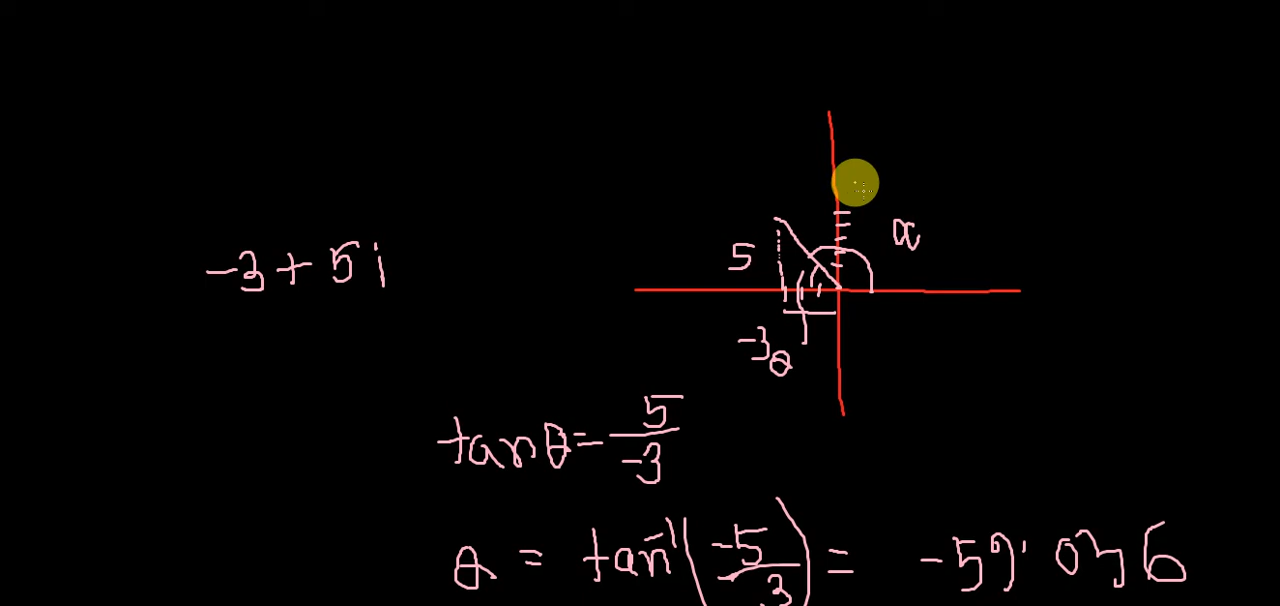 x
5
-3+5i
-3
θ
tanθ = 5/-3
θ = tan⁻¹(-5/3) = -59.036